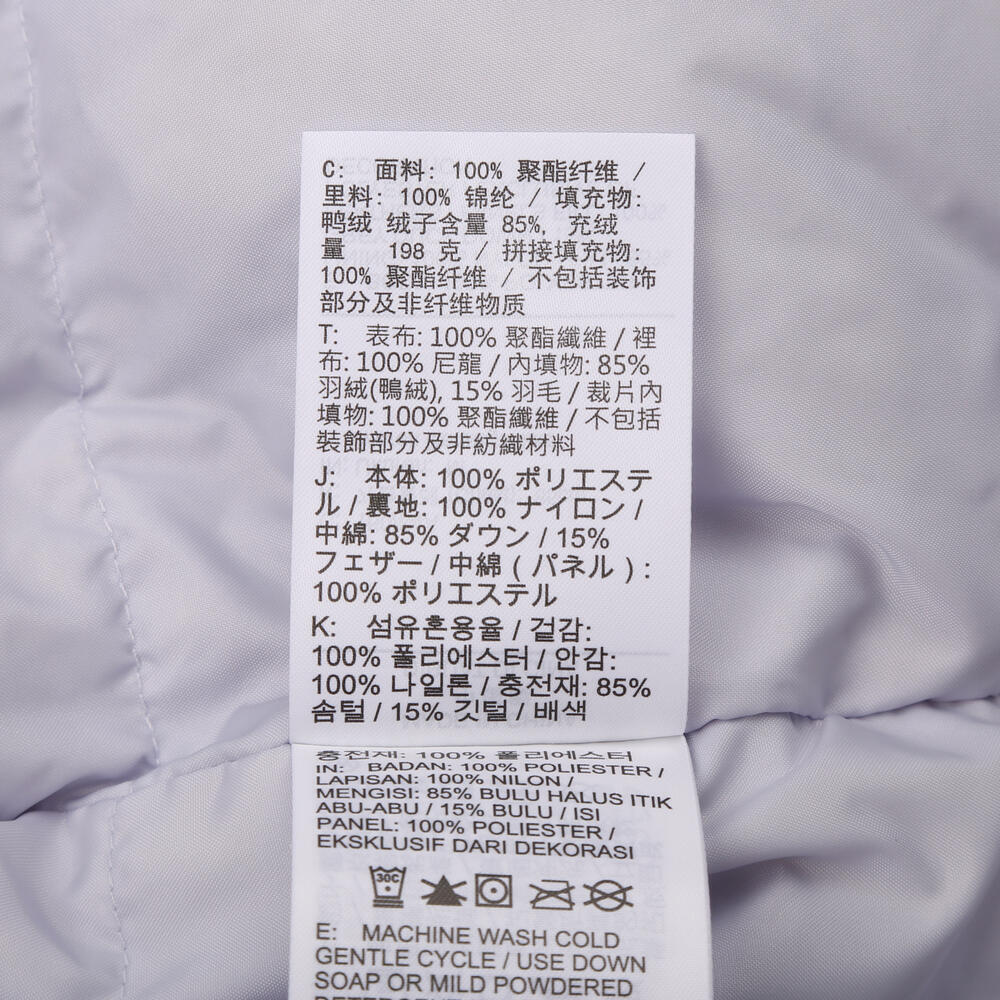 C: 面料: 100% 聚酯纤维 /
里料: 100% 锦纶 / 填充物:
鸭绒 绒子含量 85%, 充绒
量 198 克 / 拼接填充物:
100% 聚酯纤维 / 不包括装饰
部分及非纤维物质
T: 表布: 100% 聚酯纖維 / 裡
布: 100% 尼龍 / 內填物: 85%
羽絨(鴨絨), 15% 羽毛 / 裁片內
填物: 100% 聚酯纖維 / 不包括
裝飾部分及非紡織材料
J: 本体: 100% ポリエステ
ル / 裏地: 100% ナイロン /
中綿: 85% ダウン / 15%
フェザー / 中綿 ( パネル ) :
100% ポリエステル
K: 섬유혼용율 / 겉감:
100% 폴리에스터 / 안감:
100% 나일론 / 충전재: 85%
솜털 / 15% 깃털 / 배색
충전재: 100% 폴리에스터
IN: BADAN: 100% POLIESTER /
LAPISAN: 100% NILON /
MENGISI: 85% BULU HALUS ITIK
ABU-ABU / 15% BULU / ISI
PANEL: 100% POLIESTER /
EKSKLUSIF DARI DEKORASI
30C
E: MACHINE WASH COLD
GENTLE CYCLE / USE DOWN
SOAP OR MILD POWDERED